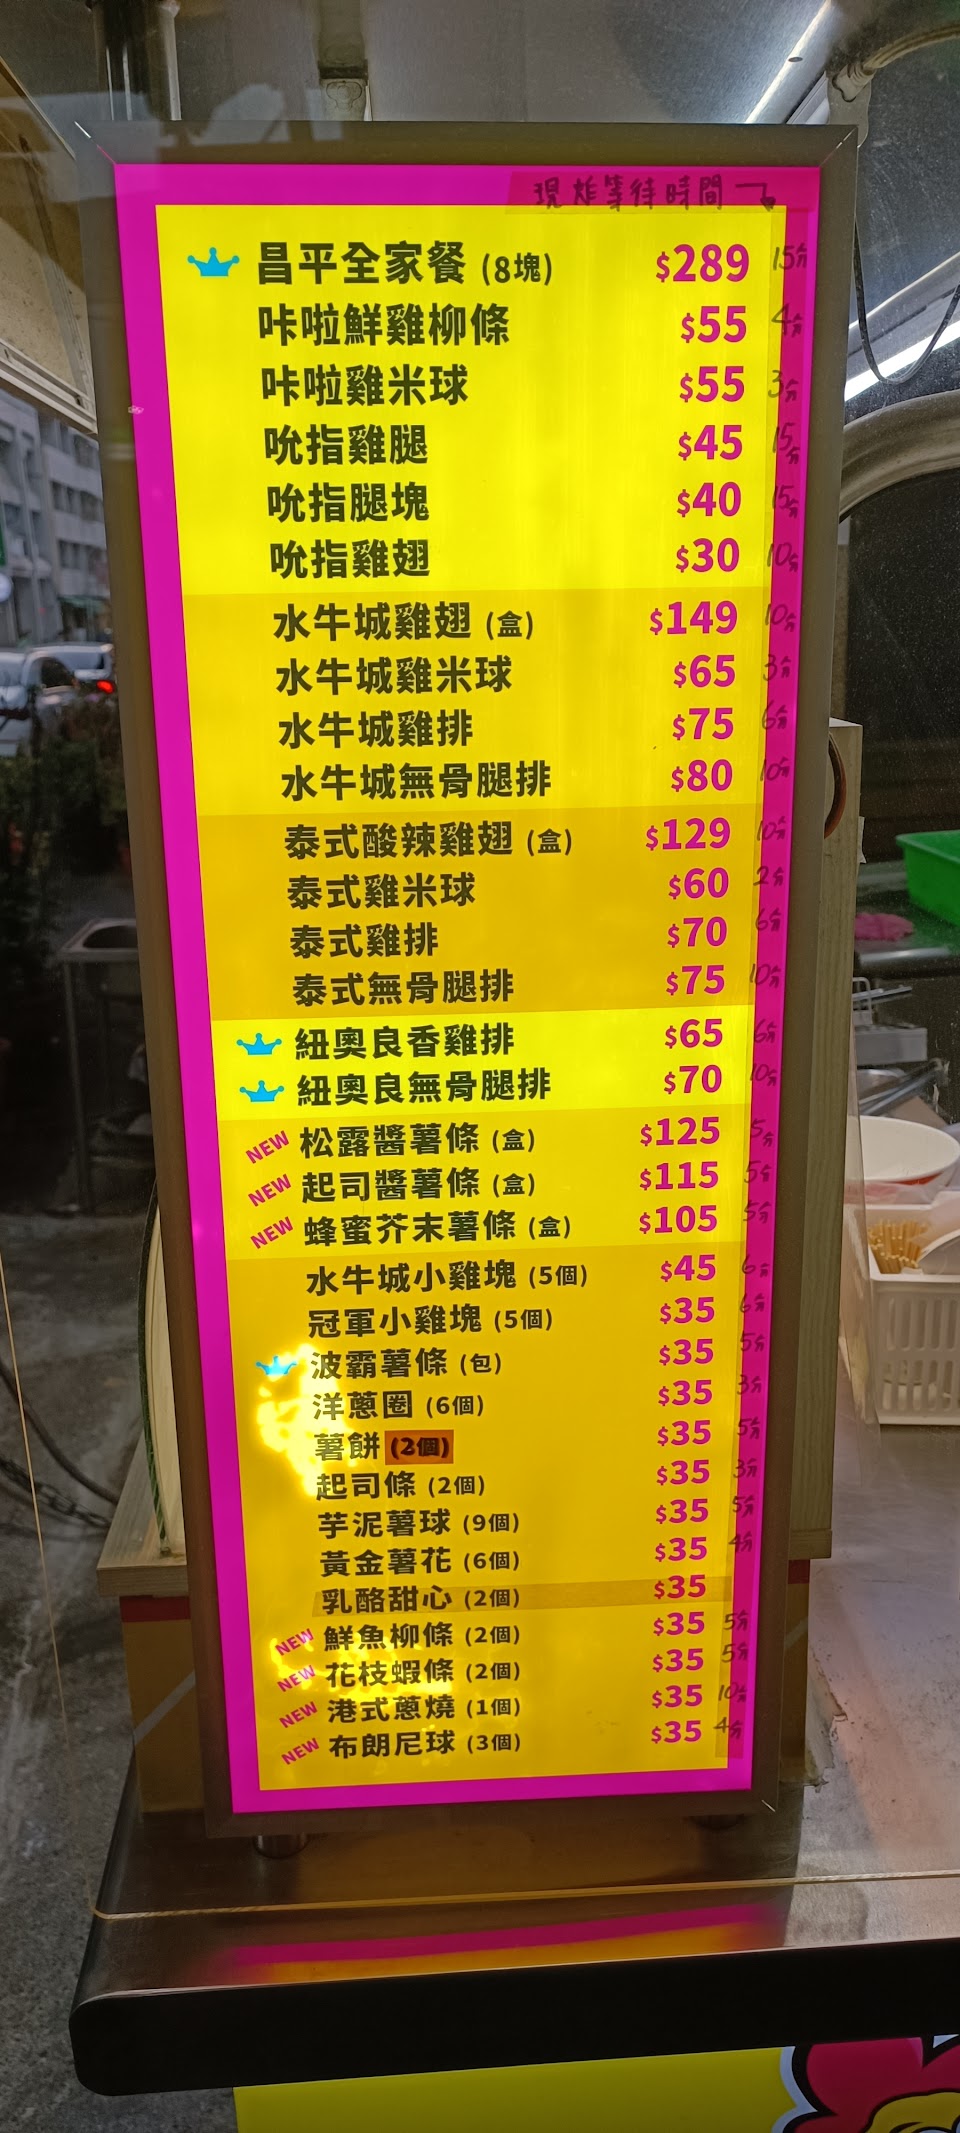 現炸等待時間
昌平全家餐 (8塊) $289 15分
咔啦鮮雞柳條 $55 4分
咔啦雞米球 $55 3分
吮指雞腿 $45 15分
吮指腿塊 $40 15分
吮指雞翅 $30 10分
水牛城雞翅 (盒) $149 10分
水牛城雞米球 $65 3分
水牛城雞排 $75 6分
水牛城無骨腿排 $80 10分
泰式酸辣雞翅 (盒) $129 10分
泰式雞米球 $60 2分
泰式雞排 $70 6分
泰式無骨腿排 $75 10分
紐奧良香雞排 $65 6分
紐奧良無骨腿排 $70 10分
NEW 松露醬薯條 (盒) $125 5分
NEW 起司醬薯條 (盒) $115 5分
NEW 蜂蜜芥末薯條 (盒) $105 5分
水牛城小雞塊 (5個) $45 6分
冠軍小雞塊 (5個) $35 6分
波霸薯條 (包) $35 5分
洋蔥圈 (6個) $35 3分
薯餅 (2個) $35 5分
起司條 (2個) $35 3分
芋泥薯球 (9個) $35 5分
黃金薯花 (6個) $35 4分
乳酪甜心 (2個) $35
NEW 鮮魚柳條 (2個) $35 5分
NEW 花枝蝦條 (2個) $35 5分
NEW 港式蔥燒 (1個) $35 10分
NEW 布朗尼球 (3個) $35 4分